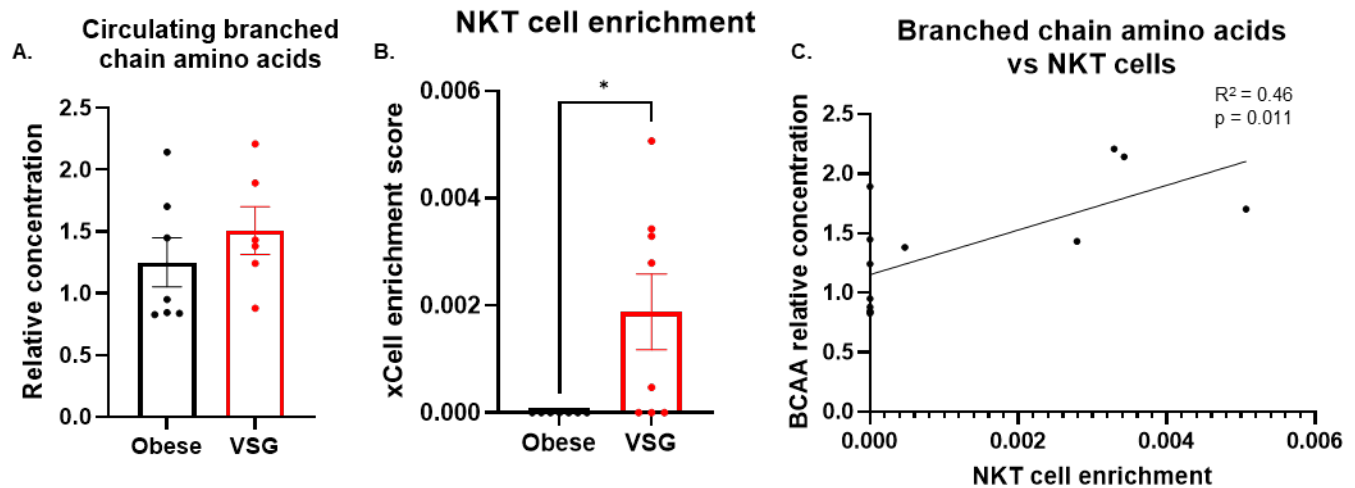 A.
Circulating branched
chain amino acids
Relative concentration
2.5
2.0
1.5
1.0
0.5
0.0
Obese VSG
B.
NKT cell enrichment
*
xCell enrichment score
0.006
0.004
0.002
0.000
Obese VSG
C.
Branched chain amino acids
vs NKT cells
R² = 0.46
p = 0.011
BCAA relative concentration
2.5
2.0
1.5
1.0
0.5
0.0
0.000 0.002 0.004 0.006
NKT cell enrichment